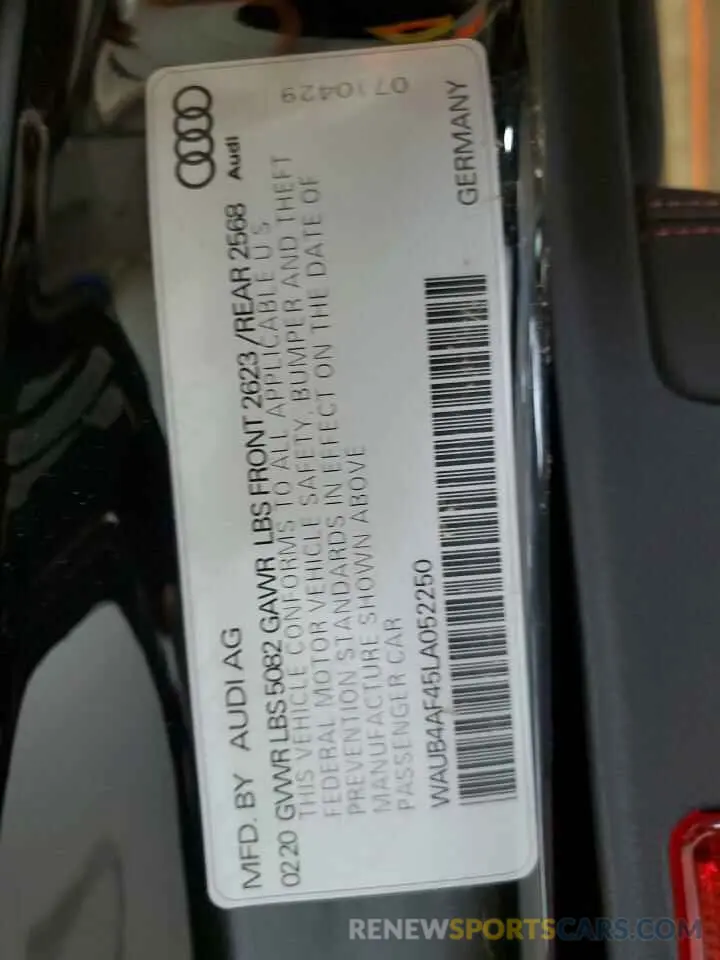 0710429
Audi
MFD. BY AUDI AG
0220 GVWR LBS 5082 GAWR LBS FRONT 2623 /REAR 2568
THIS VEHICLE CONFORMS TO ALL APPLICABLE U S
FEDERAL MOTOR VEHICLE SAFETY, BUMPER AND THEFT
PREVENTION STANDARDS IN EFFECT ON THE DATE OF
MANUFACTURE SHOWN ABOVE
PASSENGER CAR
WAUB4AF45LA052250
GERMANY
RENEWSPORTSCARS.COM